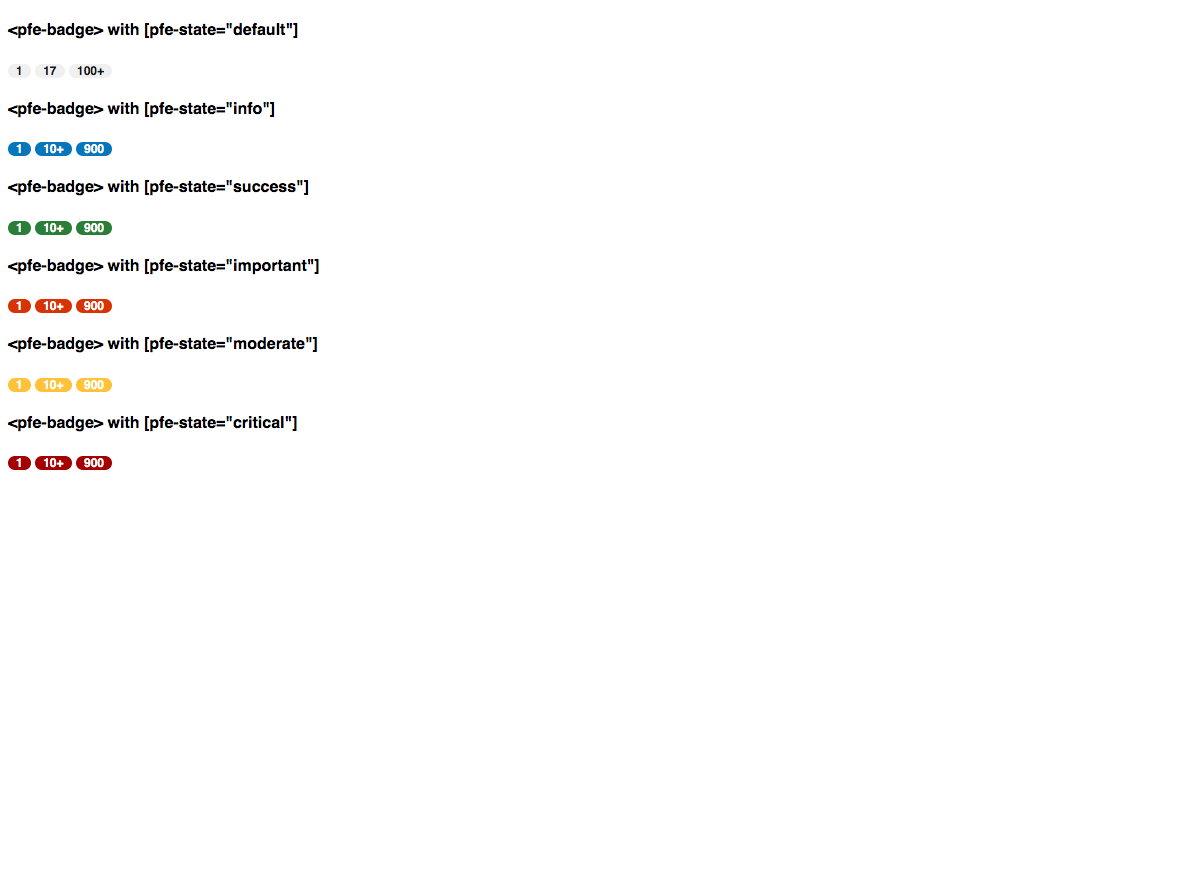 <pfe-badge> with [pfe-state="default"]
1 17 100+
<pfe-badge> with [pfe-state="info"]
1 10+ 900
<pfe-badge> with [pfe-state="success"]
1 10+ 900
<pfe-badge> with [pfe-state="important"]
1 10+ 900
<pfe-badge> with [pfe-state="moderate"]
1 10+ 900
<pfe-badge> with [pfe-state="critical"]
1 10+ 900